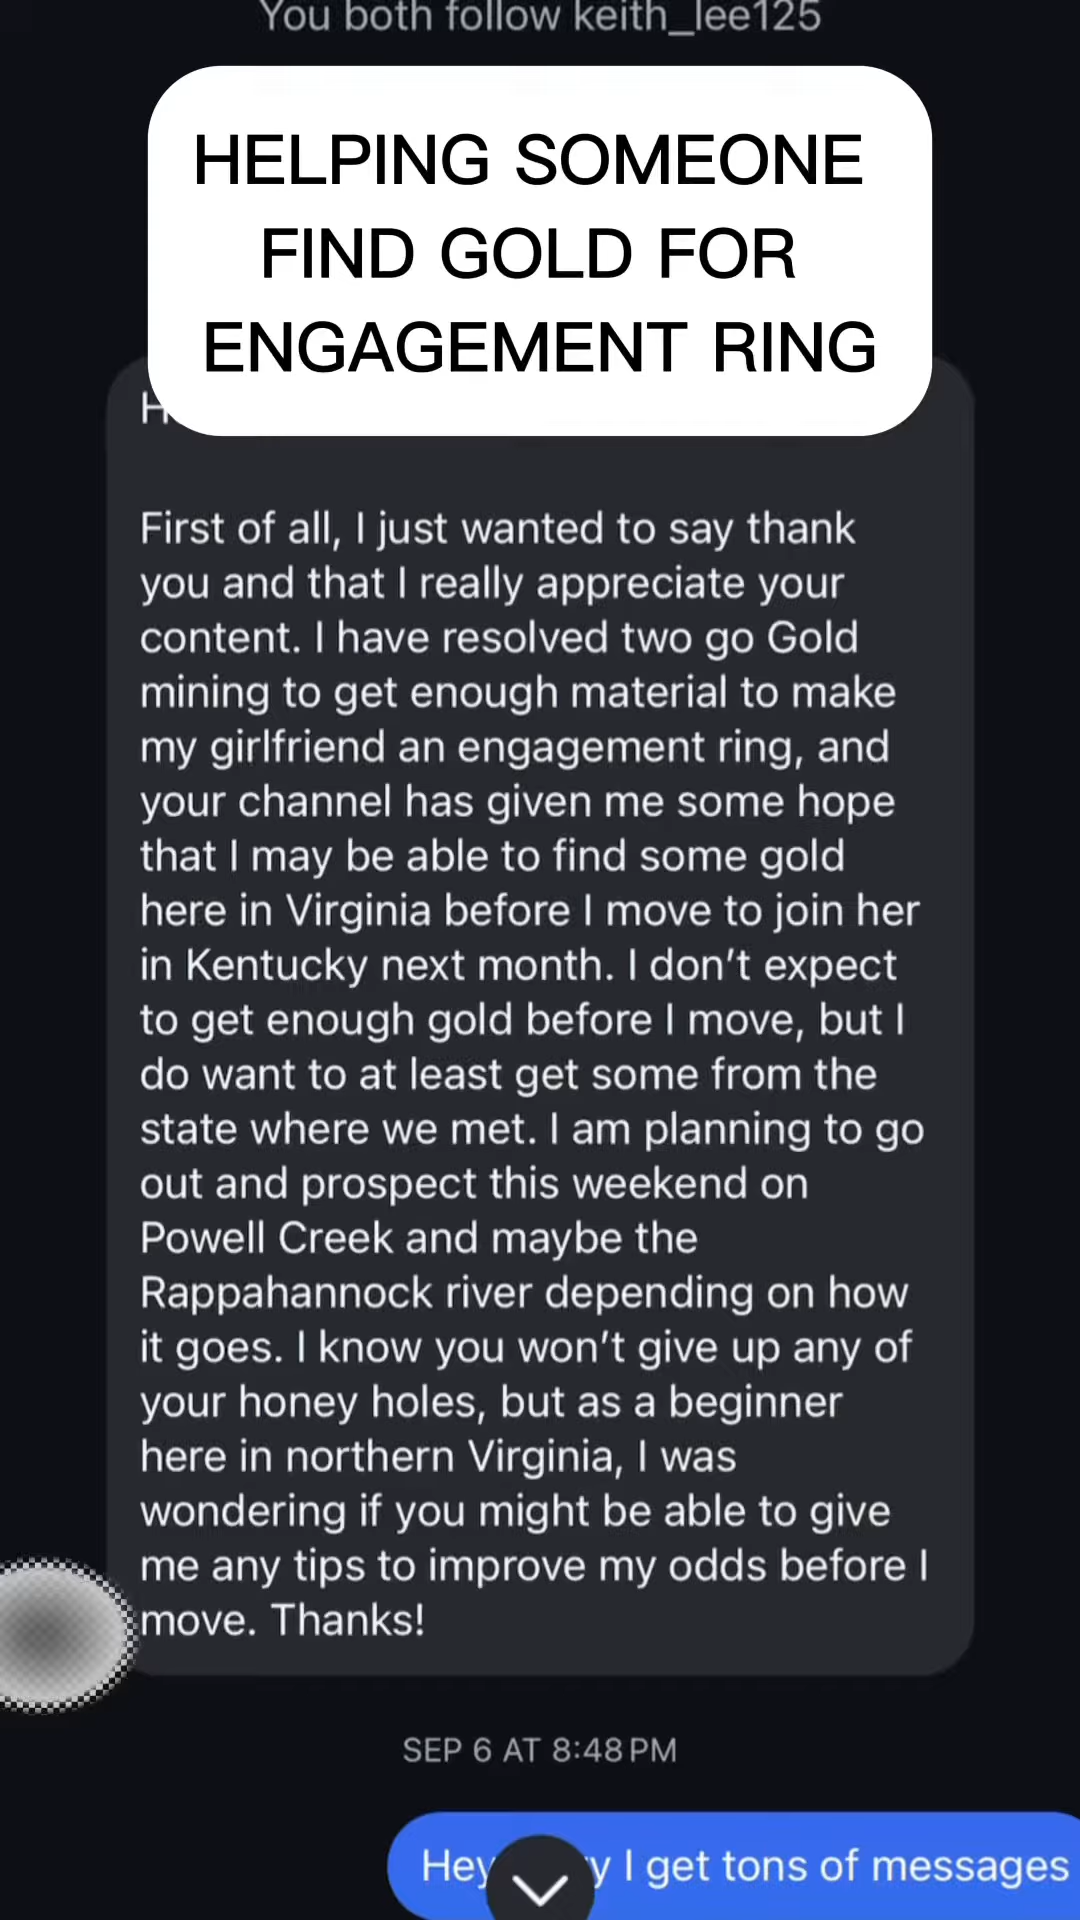 You both follow keith_lee125
HELPING SOMEONE
FIND GOLD FOR
ENGAGEMENT RING
First of all, I just wanted to say thank
you and that I really appreciate your
content. I have resolved two go Gold
mining to get enough material to make
my girlfriend an engagement ring, and
your channel has given me some hope
that I may be able to find some gold
here in Virginia before I move to join her
in Kentucky next month. I don’t expect
to get enough gold before I move, but I
do want to at least get some from the
state where we met. I am planning to go
out and prospect this weekend on
Powell Creek and maybe the
Rappahannock river depending on how
it goes. I know you won’t give up any of
your honey holes, but as a beginner
here in northern Virginia, I was
wondering if you might be able to give
me any tips to improve my odds before I
move. Thanks!
SEP 6 AT 8:48 PM
Hey I get tons of messages